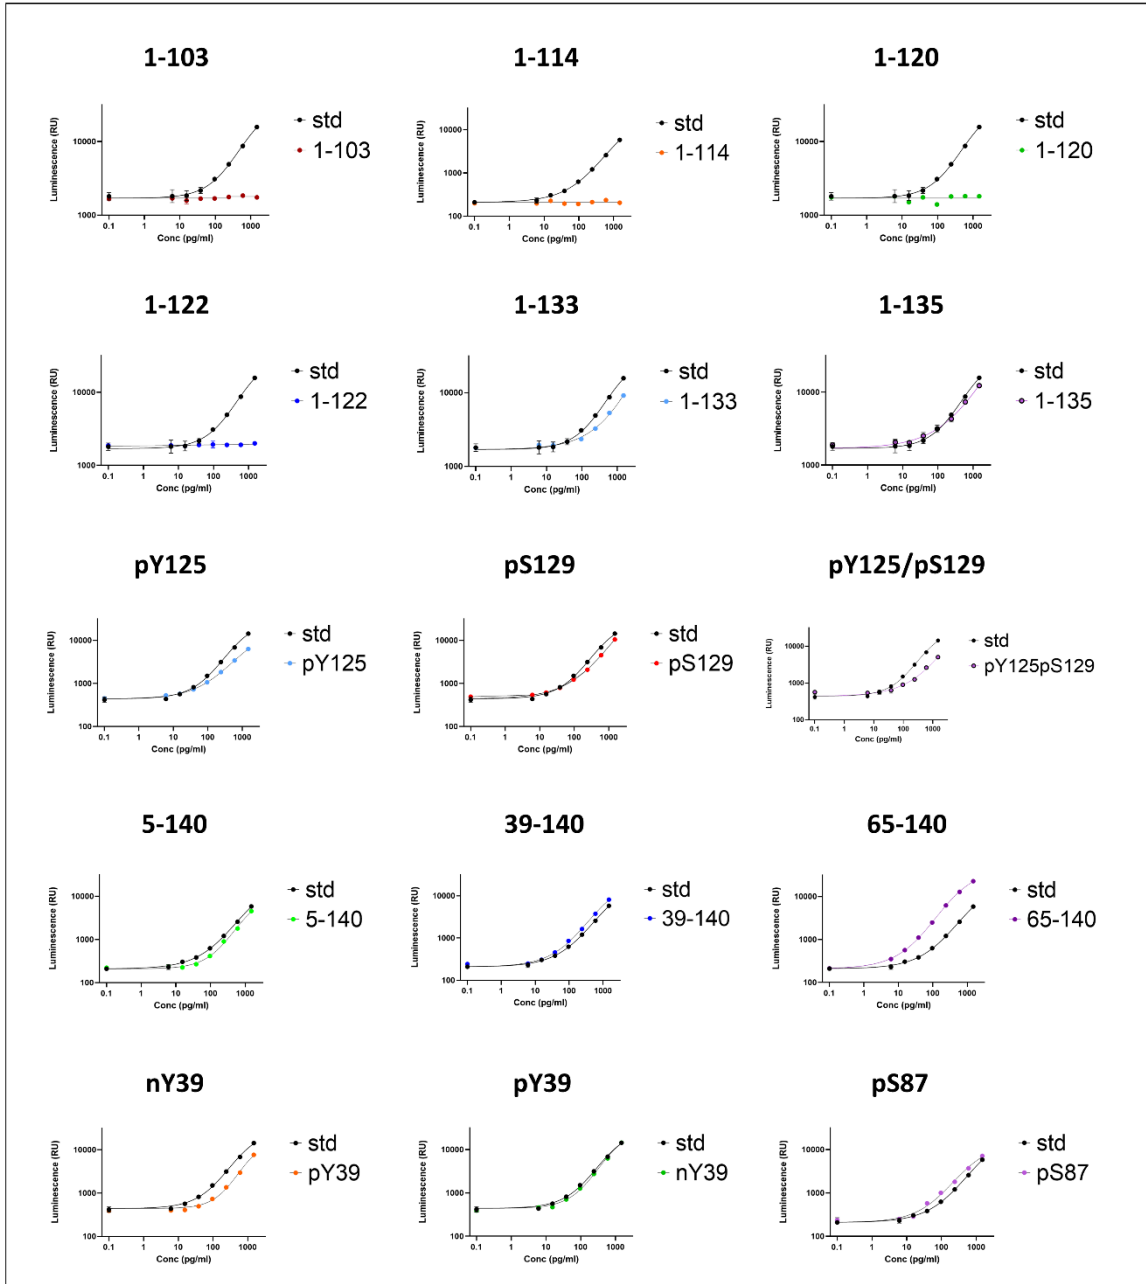 1-103
1-114
1-120
Luminescence (RU)
10000
1000
0.1 1 10 100 1000
Conc (pg/ml)
std
1-103
Luminescence (RU)
10000
1000
100
0.1 1 10 100 1000
Conc (pg/ml)
std
1-114
Luminescence (RU)
10000
1000
0.1 1 10 100 1000
Conc (pg/ml)
std
1-120
1-122
1-133
1-135
Luminescence (RU)
10000
1000
0.1 1 10 100 1000
Conc (pg/ml)
std
1-122
Luminescence (RU)
10000
1000
0.1 1 10 100 1000
Conc (pg/ml)
std
1-133
Luminescence (RU)
10000
1000
0.1 1 10 100 1000
Conc (pg/ml)
std
1-135
pY125
pS129
pY125/pS129
Luminescence (RU)
10000
1000
100
0.1 1 10 100 1000
Conc (pg/ml)
std
pY125
Luminescence (RU)
10000
1000
100
0.1 1 10 100 1000
Conc (pg/ml)
std
pS129
Luminescence (RU)
10000
1000
100
0.1 1 10 100 1000
Conc (pg/ml)
std
pY125pS129
5-140
39-140
65-140
Luminescence (RU)
10000
1000
100
0.1 1 10 100 1000
Conc (pg/ml)
std
5-140
Luminescence (RU)
10000
1000
100
0.1 1 10 100 1000
Conc (pg/ml)
std
39-140
Luminescence (RU)
10000
1000
100
0.1 1 10 100 1000
Conc (pg/ml)
std
65-140
nY39
pY39
pS87
Luminescence (RU)
10000
1000
100
0.1 1 10 100 1000
Conc (pg/ml)
std
pY39
Luminescence (RU)
10000
1000
100
0.1 1 10 100 1000
Conc (pg/ml)
std
nY39
Luminescence (RU)
10000
1000
100
0.1 1 10 100 1000
Conc (pg/ml)
std
pS87